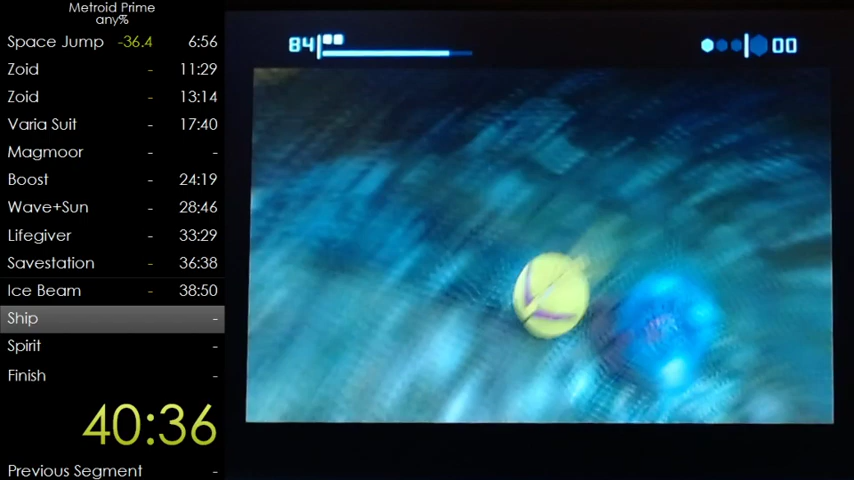 Metroid Prime
any%
Space Jump -36.4 6:56
Zoid - 11:29
Zoid - 13:14
Varia Suit - 17:40
Magmoor - -
Boost - 24:19
Wave+Sun - 28:46
Lifegiver - 33:29
Savestation - 36:38
Ice Beam - 38:50
Ship -
Spirit -
Finish -
40:36
Previous Segment -
84
00